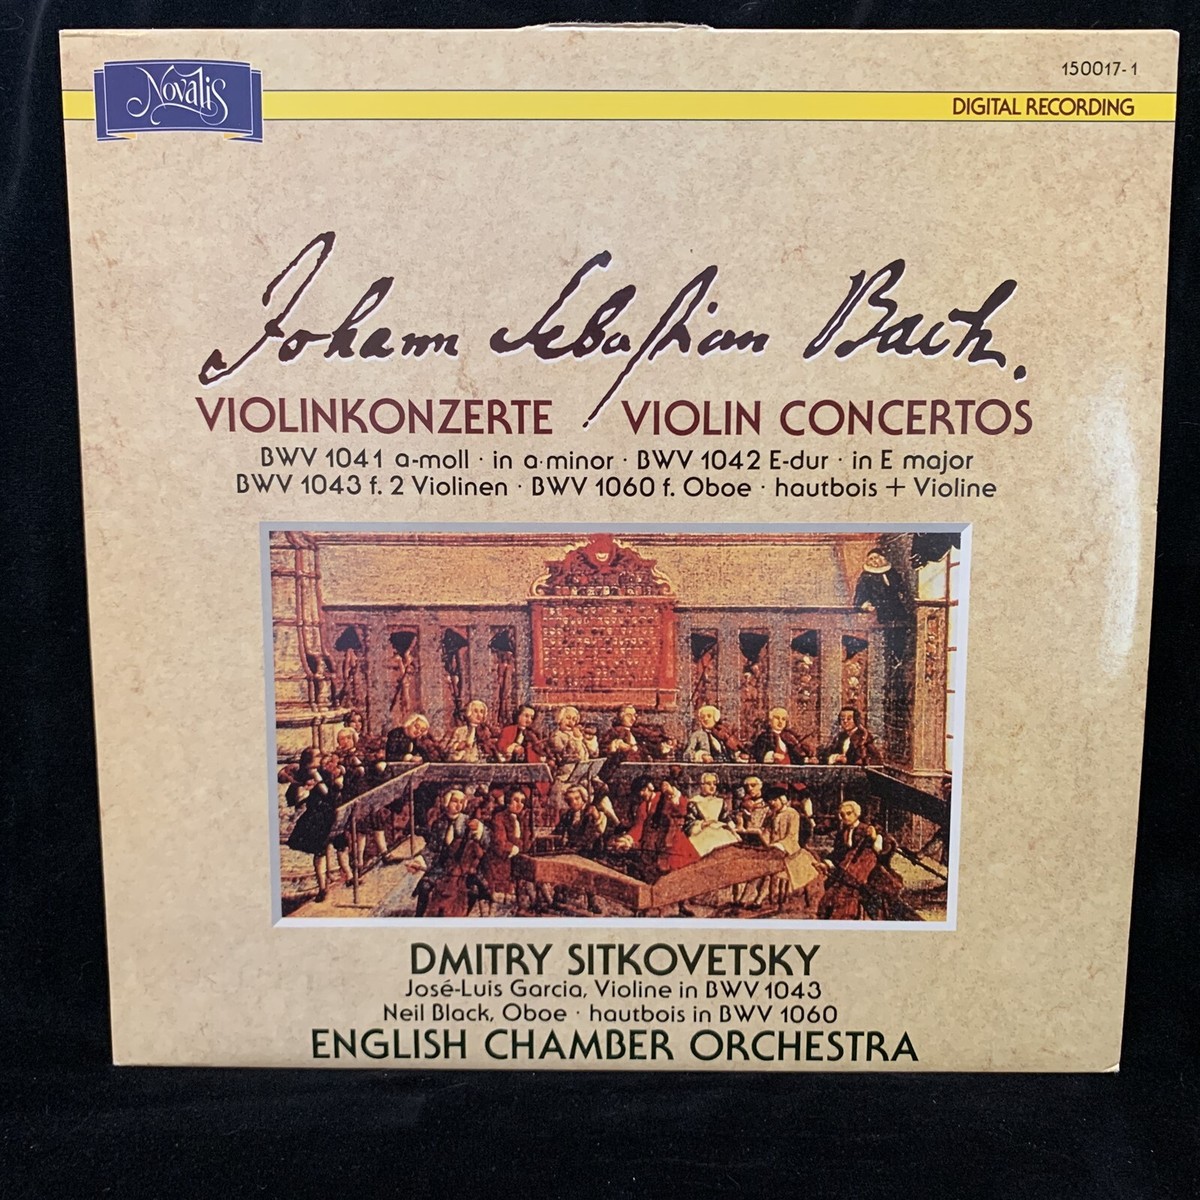 Novalis
150017-1
DIGITAL RECORDING
Johann Sebastian Bach.
VIOLINKONZERTE / VIOLIN CONCERTOS
BWV 1041 a-moll · in a-minor · BWV 1042 E-dur · in E major
BWV 1043 f. 2 Violinen · BWV 1060 f. Oboe · hautbois + Violine
DMITRY SITKOVETSKY
José-Luis Garcia, Violine in BWV 1043
Neil Black, Oboe · hautbois in BWV 1060
ENGLISH CHAMBER ORCHESTRA